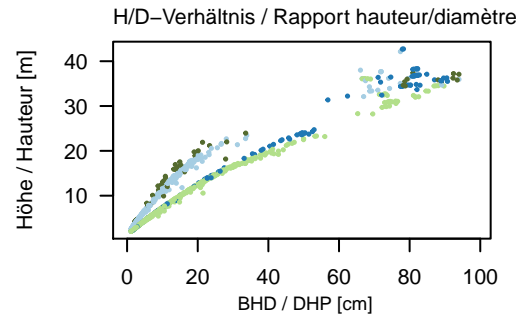 H/D−Verhältnis / Rapport hauteur/diamètre
Höhe / Hauteur [m]
40
30
20
10
0 20 40 60 80 100
BHD / DHP [cm]